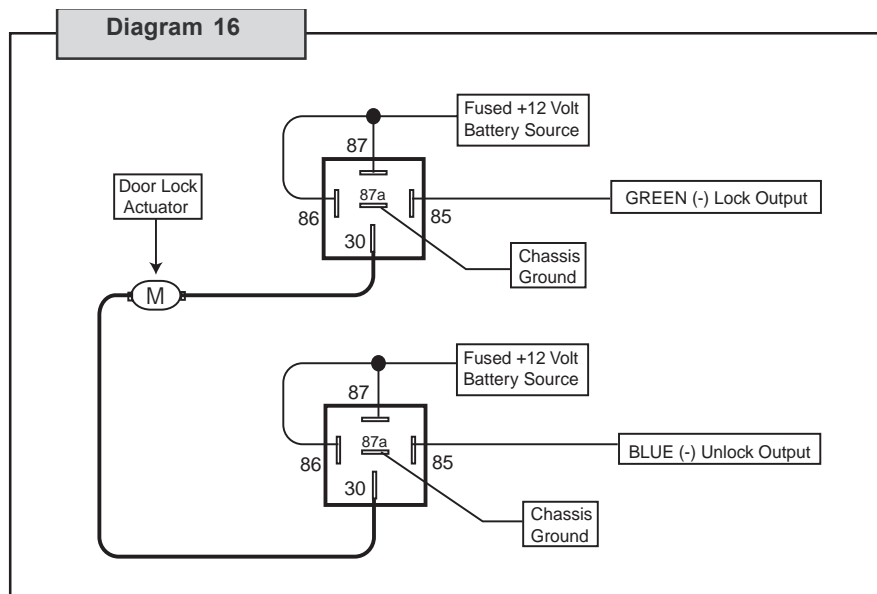 Diagram 16
Fused +12 Volt
Battery Source
87
Door Lock
Actuator
87a
86
85
GREEN (-) Lock Output
30
Chassis
Ground
M
Fused +12 Volt
Battery Source
87
87a
86
85
BLUE (-) Unlock Output
30
Chassis
Ground